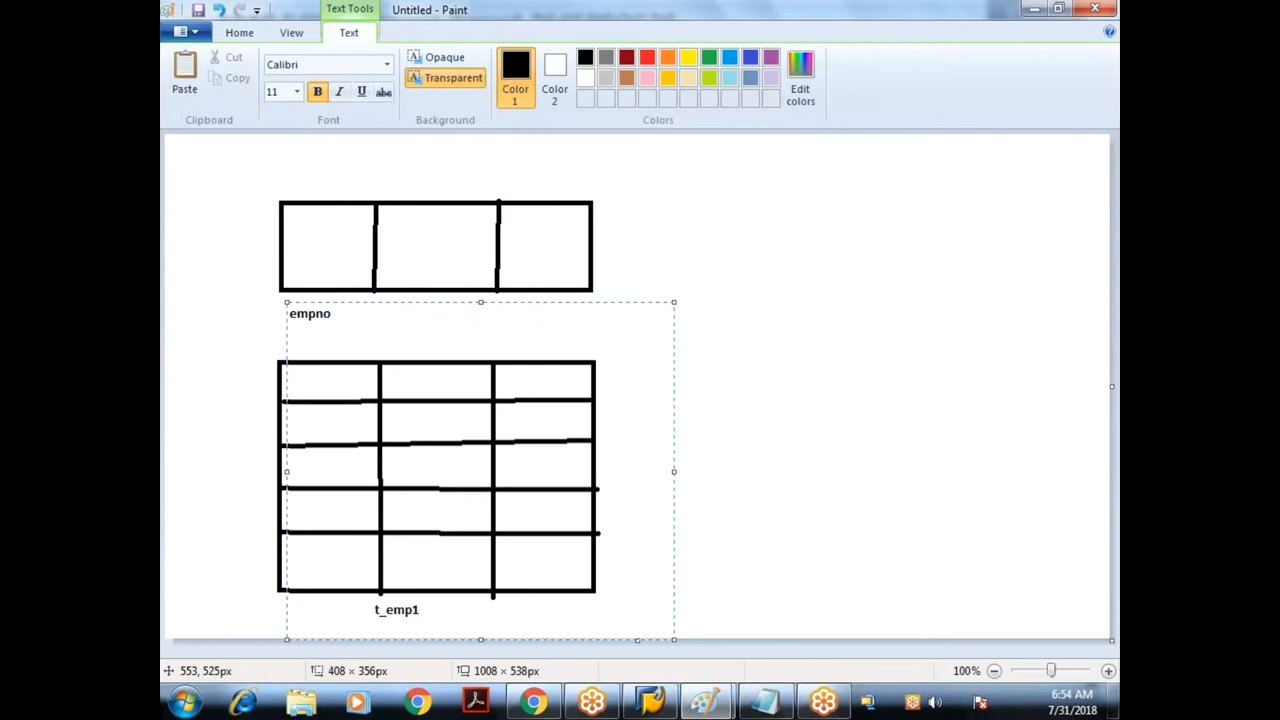 Text Tools
Untitled - Paint
Home
View
Text
Paste
Cut
Copy
Clipboard
Calibri
11
B I U abc
Font
A Opaque
A Transparent
Background
Color 1
Color 2
Edit colors
Colors
empno
t_emp1
553, 525px
408 × 356px
1008 × 538px
100%
6:54 AM
7/31/2018